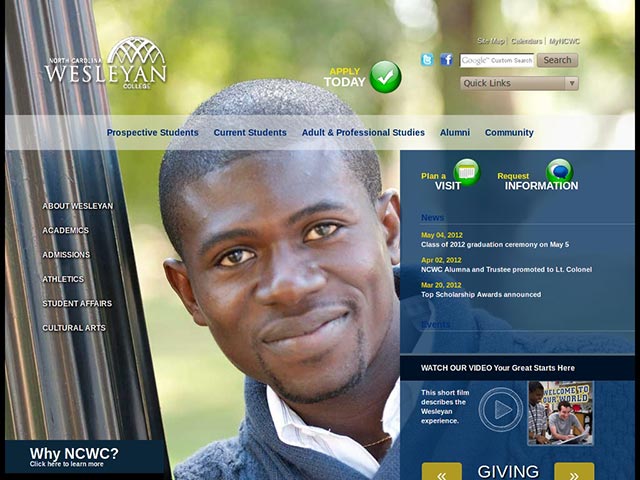 Site Map | Calendars | MyNCWC
NORTH CAROLINA
WESLEYAN
COLLEGE
Google™ Custom Search
Search
APPLY
TODAY
Quick Links
Prospective Students
Current Students
Adult & Professional Studies
Alumni
Community
Plan a
VISIT
Request
INFORMATION
ABOUT WESLEYAN
ACADEMICS
ADMISSIONS
ATHLETICS
STUDENT AFFAIRS
CULTURAL ARTS
News
May 04, 2012
Class of 2012 graduation ceremony on May 5
Apr 02, 2012
NCWC Alumna and Trustee promoted to Lt. Colonel
Mar 20, 2012
Top Scholarship Awards announced
Events
WATCH OUR VIDEO Your Great Starts Here
This short film
describes the
Wesleyan
experience.
WELCOME TO
OUR WORLD
Why NCWC?
Click here to learn more
« GIVING »